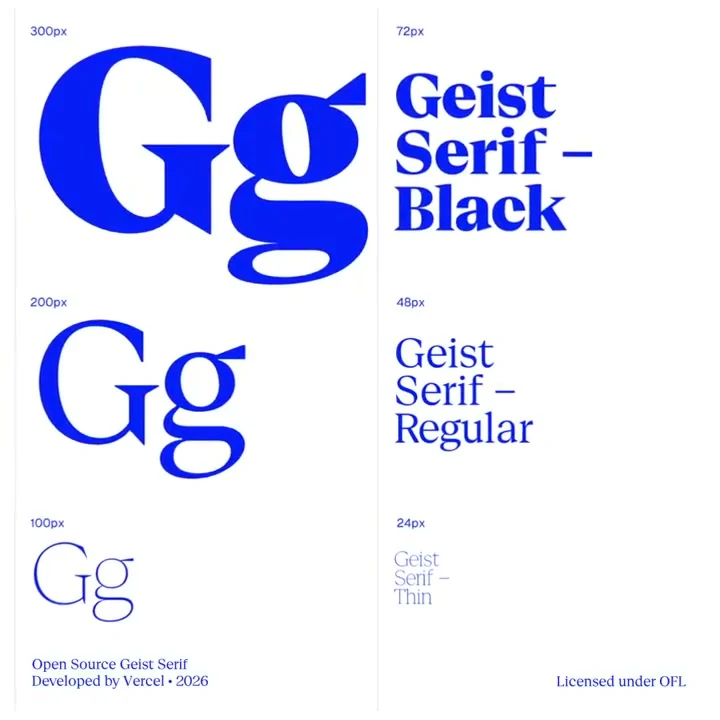 300px
Gg
72px
Geist
Serif –
Black
200px
Gg
48px
Geist
Serif –
Regular
100px
Gg
24px
Geist
Serif –
Thin
Open Source Geist Serif
Developed by Vercel • 2026
Licensed under OFL